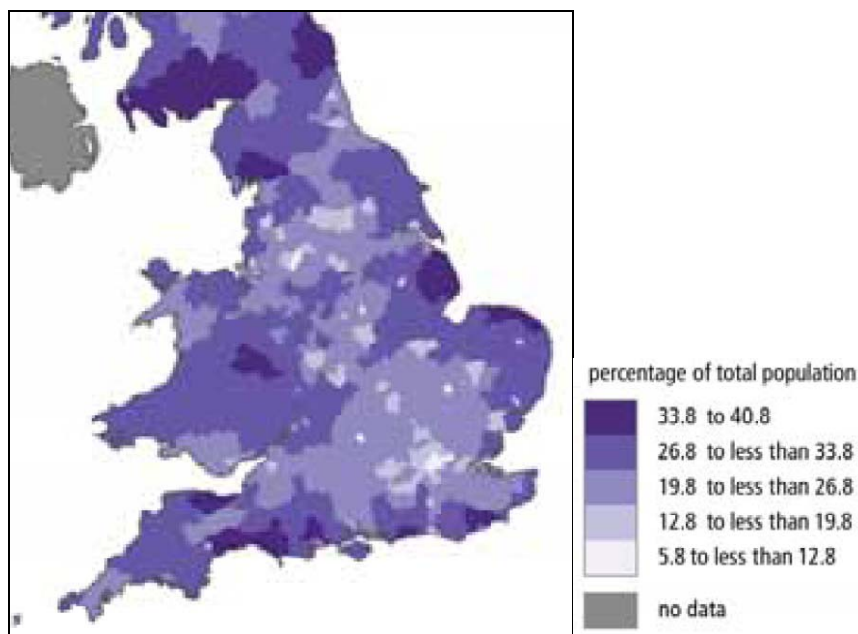 percentage of total population
33.8 to 40.8
26.8 to less than 33.8
19.8 to less than 26.8
12.8 to less than 19.8
5.8 to less than 12.8
no data